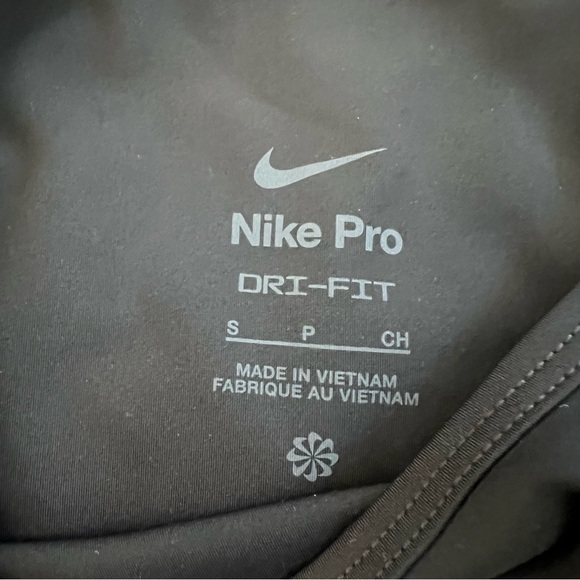 Nike Pro
DRI-FIT
S P CH
MADE IN VIETNAM
FABRIQUE AU VIETNAM